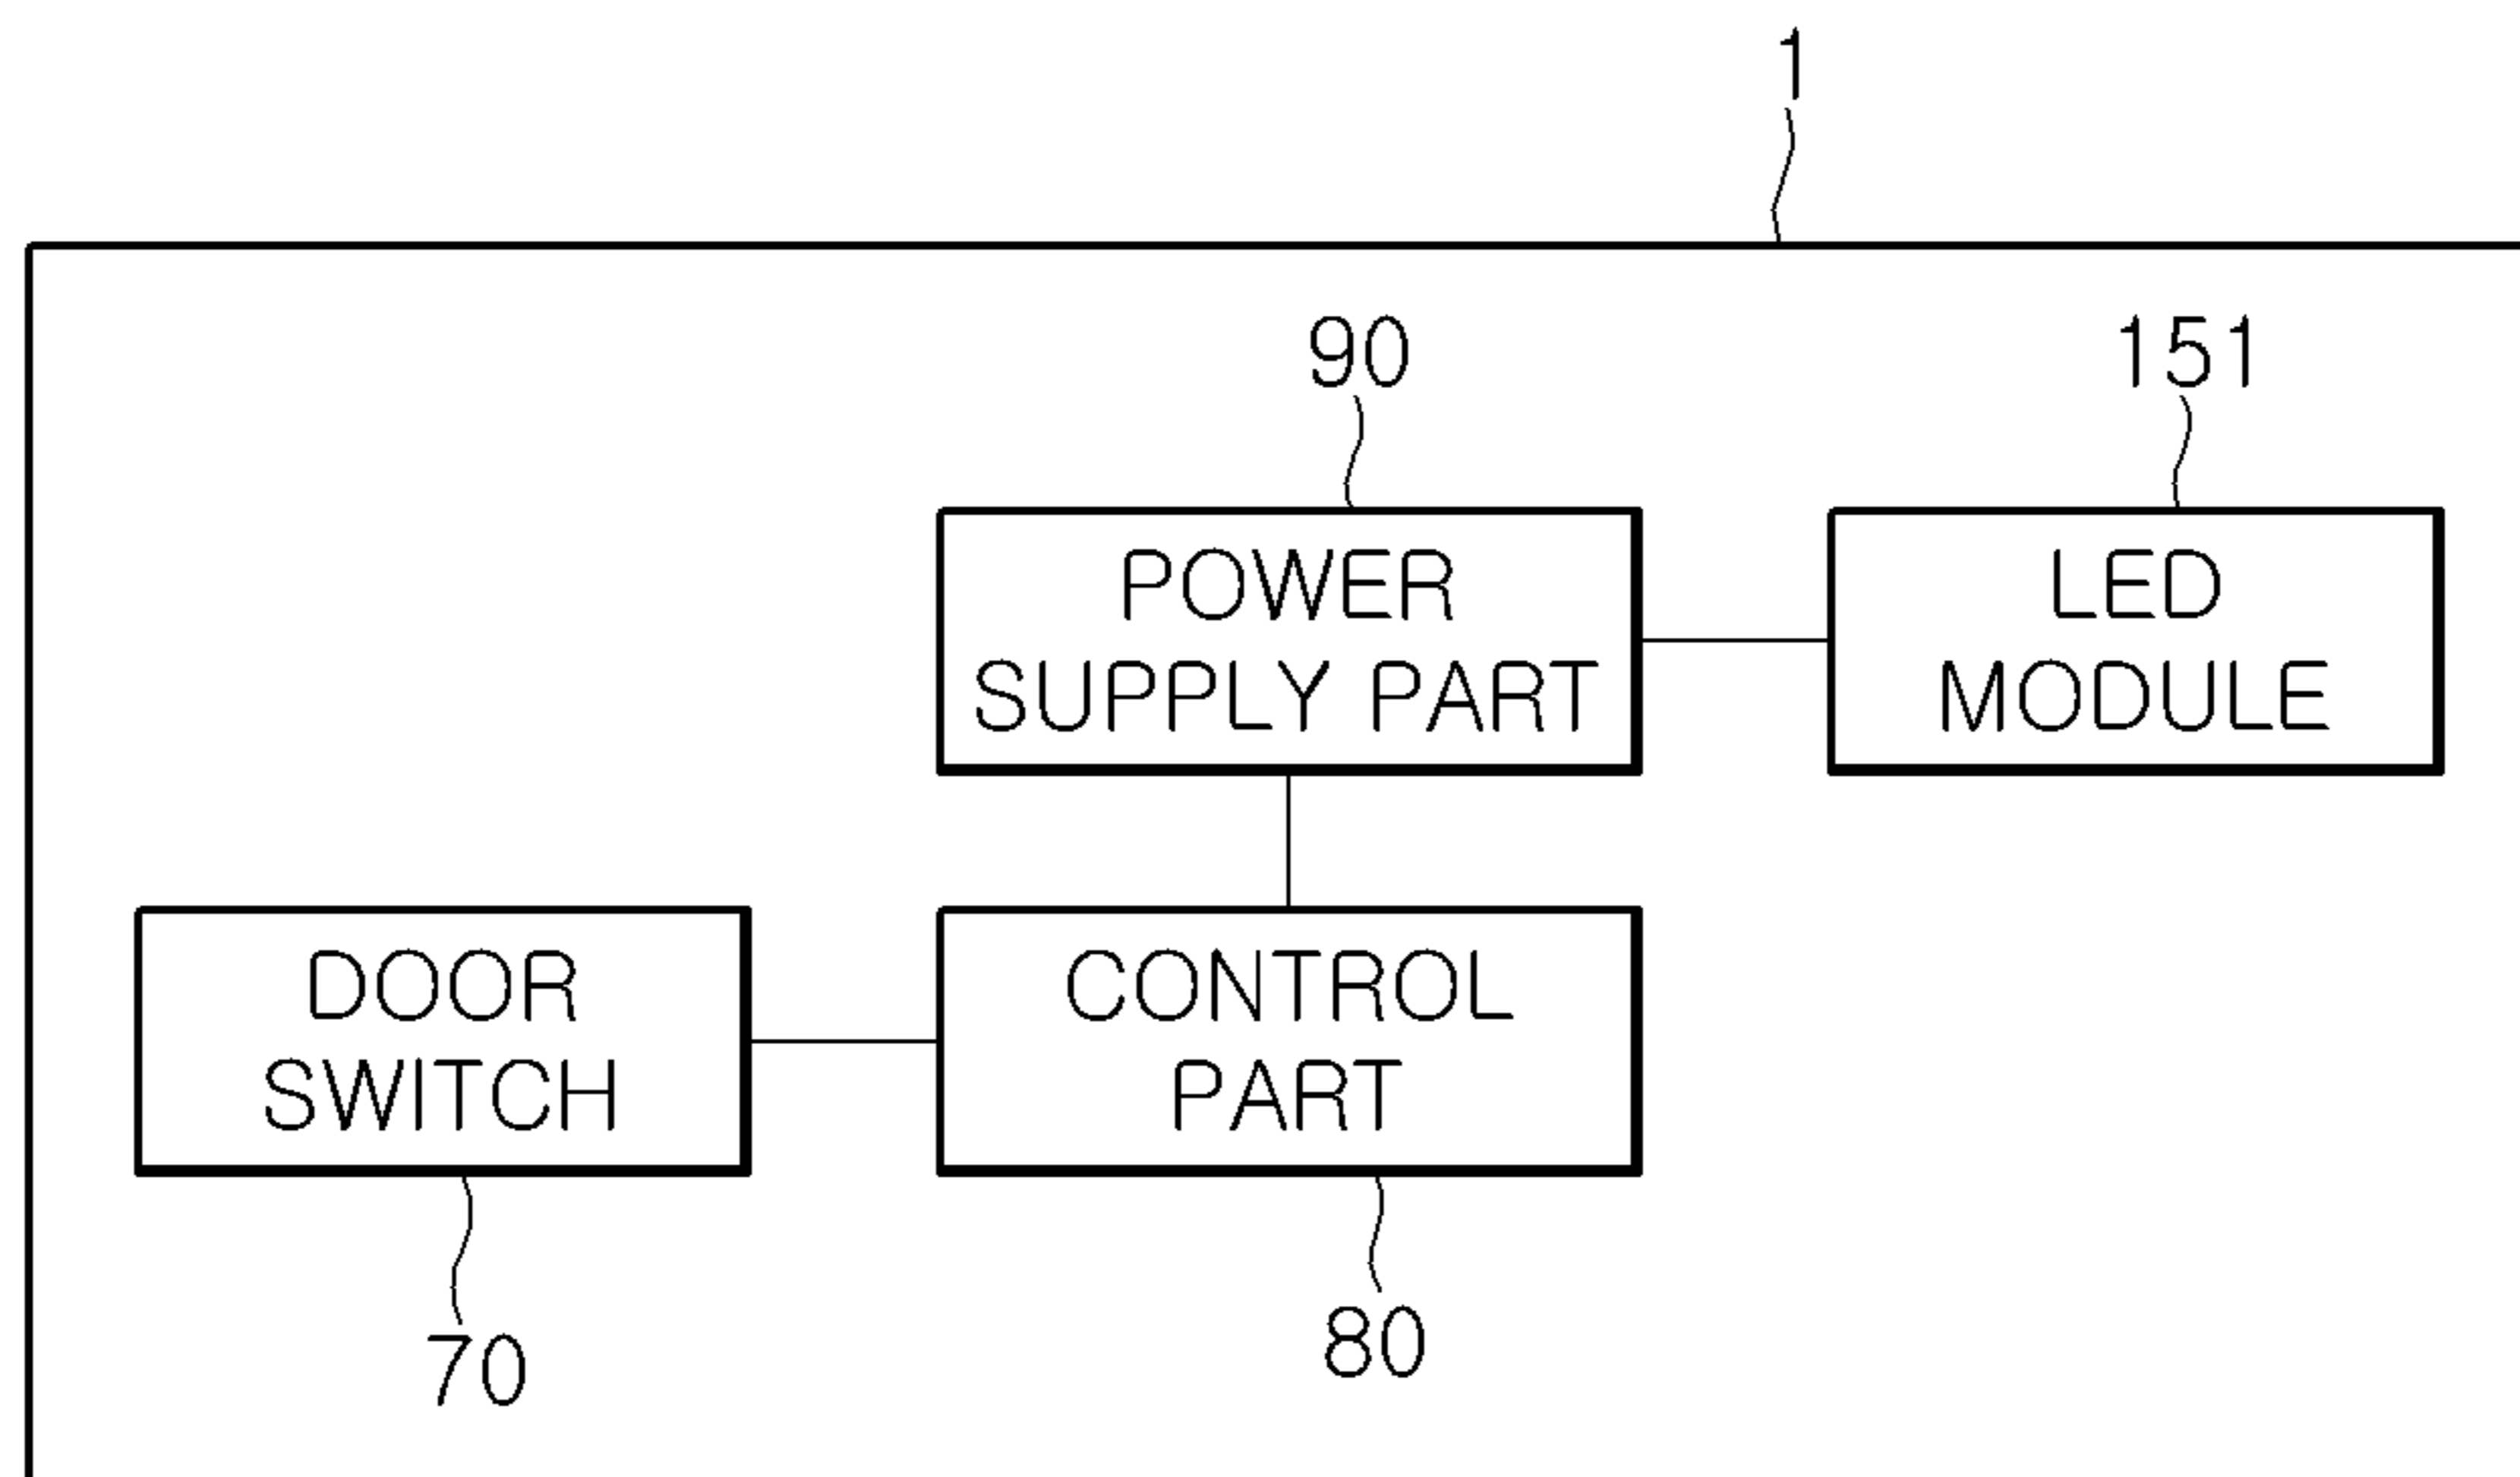 1
90
151
POWER
SUPPLY PART
LED
MODULE
DOOR
SWITCH
CONTROL
PART
70
80